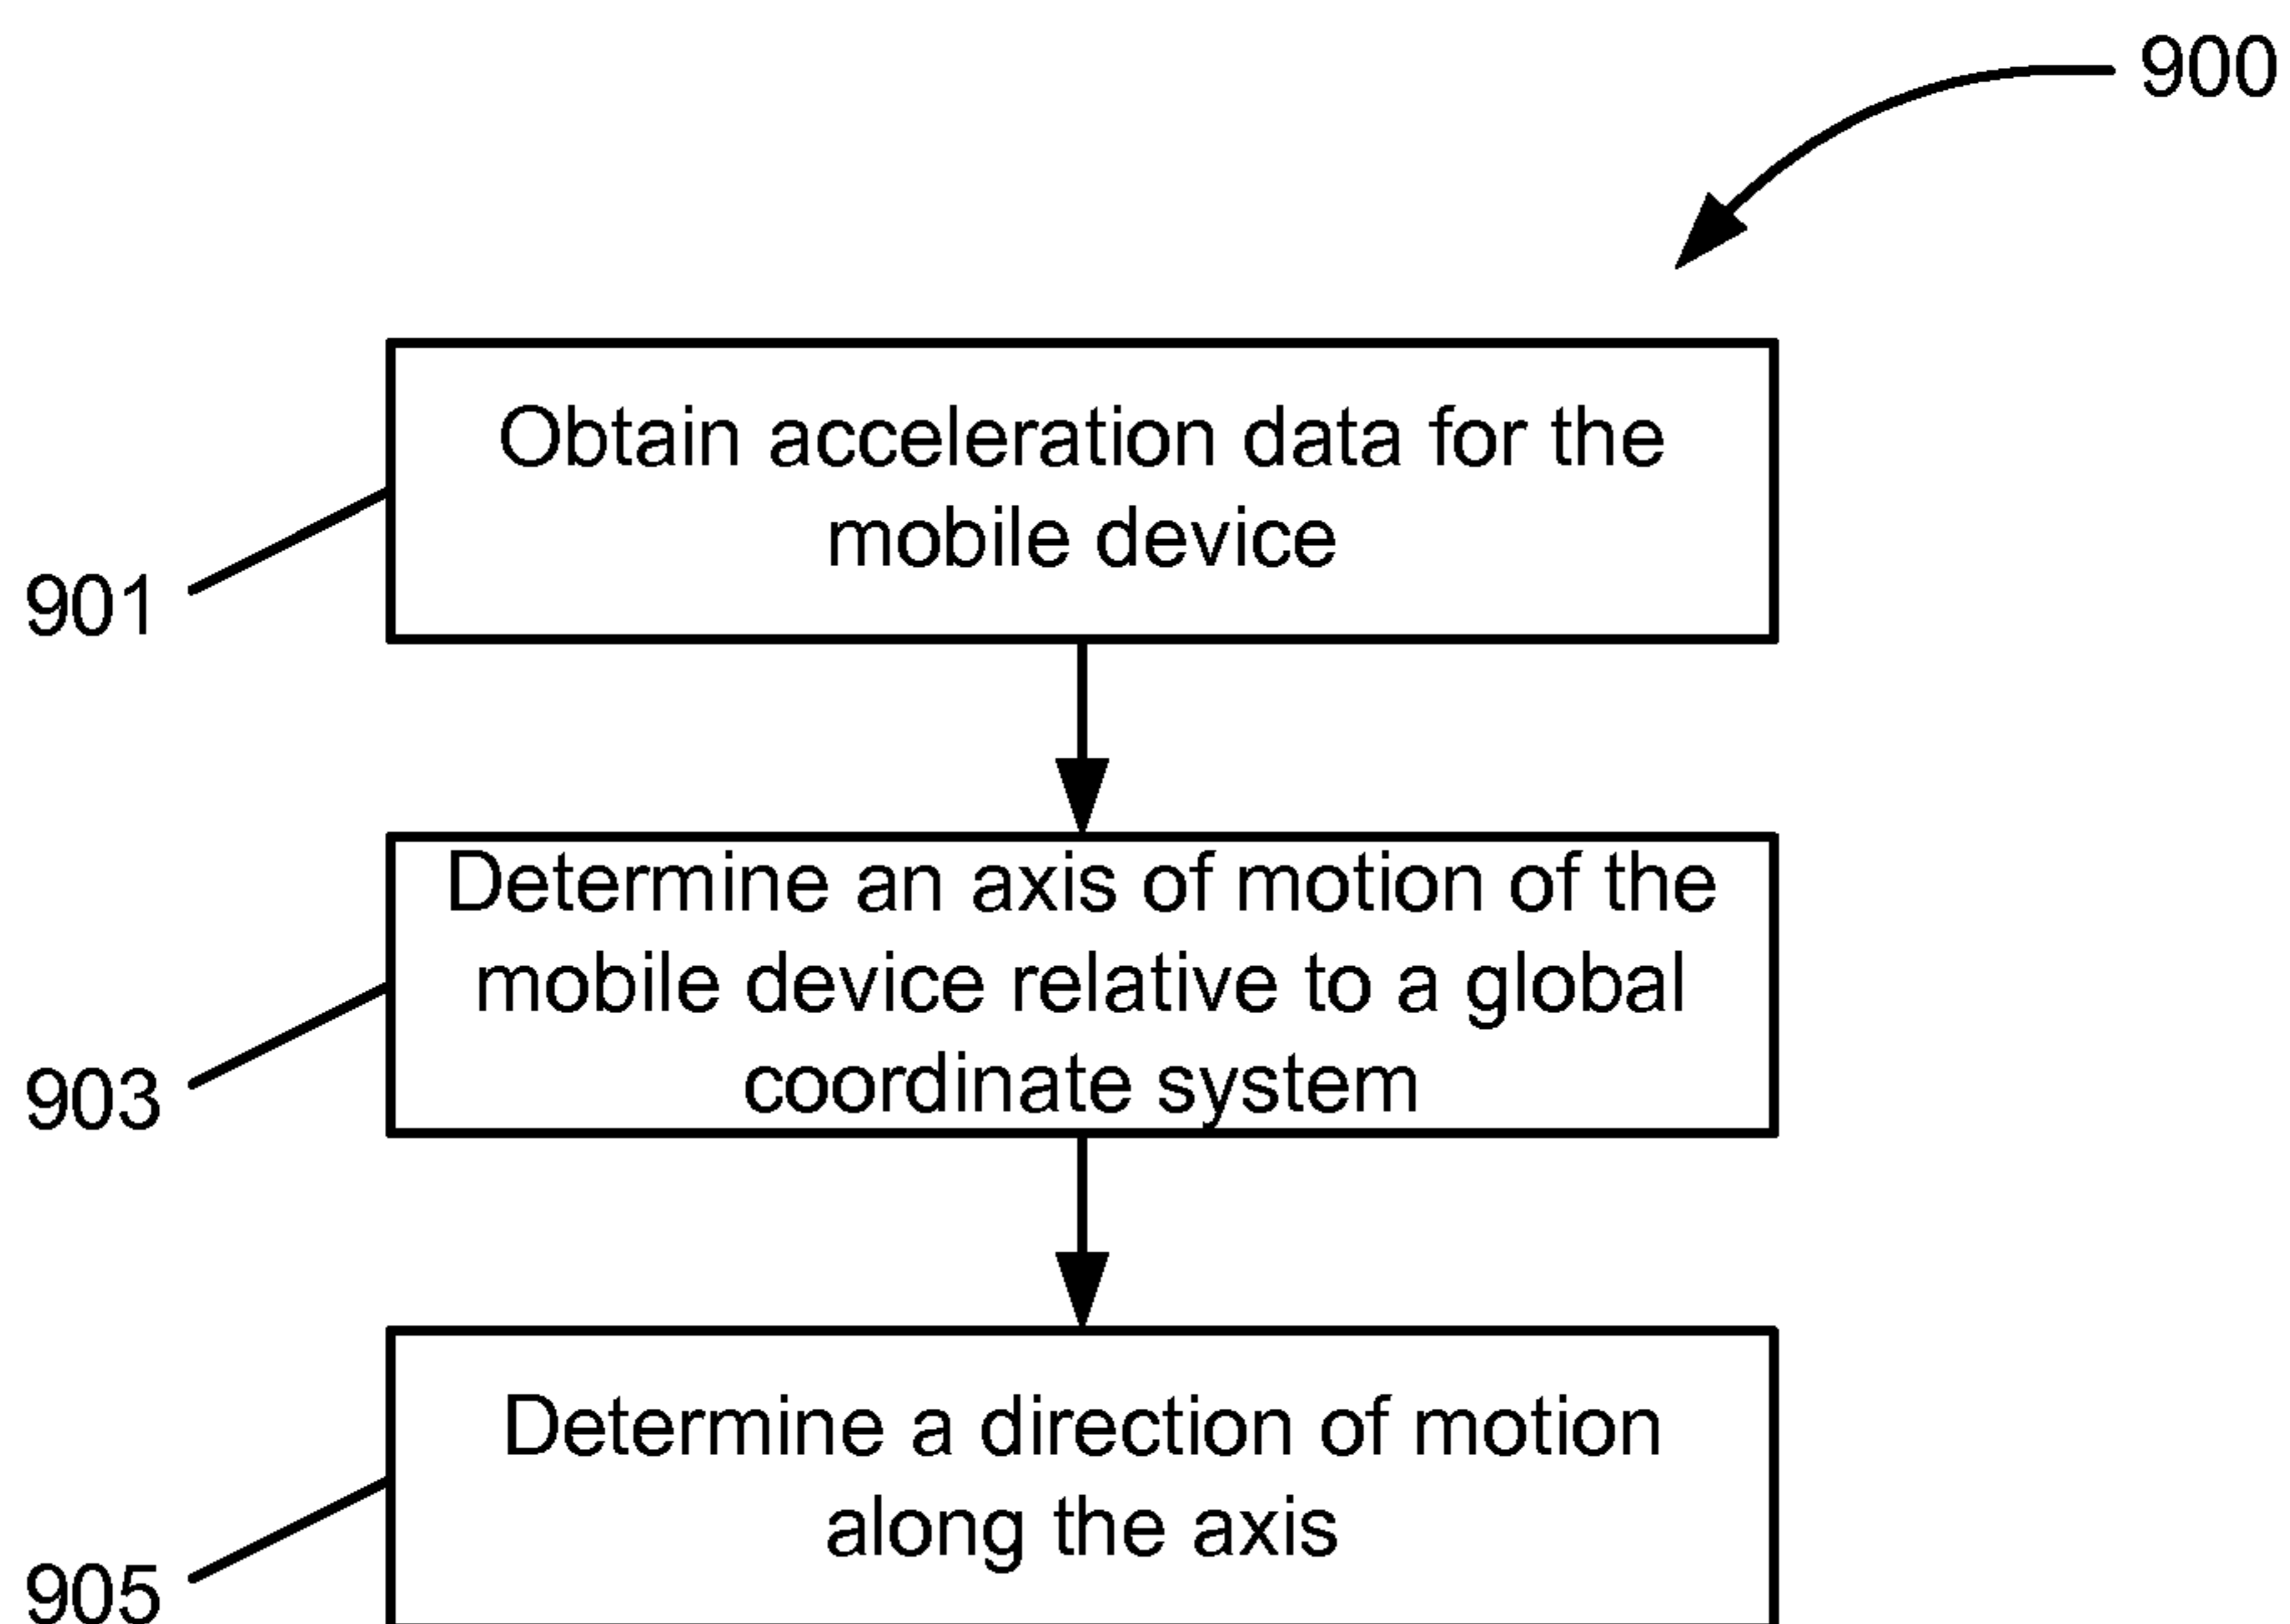 900
Obtain acceleration data for the
mobile device
901
Determine an axis of motion of the
mobile device relative to a global
coordinate system
903
Determine a direction of motion
along the axis
905